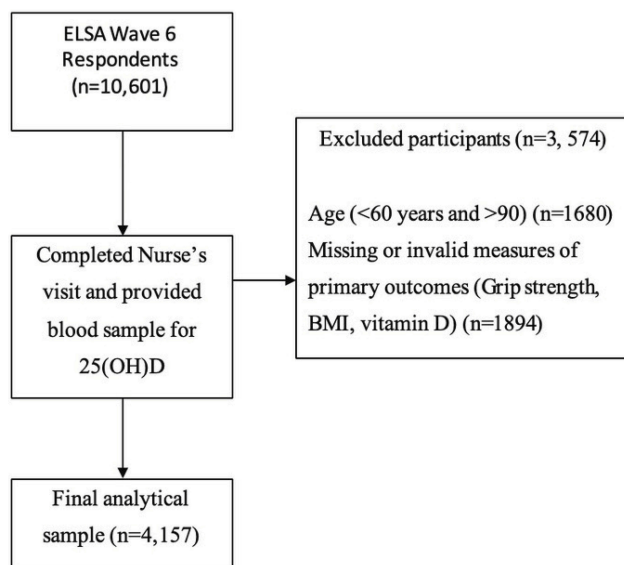 ELSA Wave 6
Respondents
(n=10,601)
Excluded participants (n=3, 574)
Age (<60 years and >90) (n=1680)
Missing or invalid measures of
primary outcomes (Grip strength,
BMI, vitamin D) (n=1894)
Completed Nurse's
visit and provided
blood sample for
25(OH)D
Final analytical
sample (n=4,157)